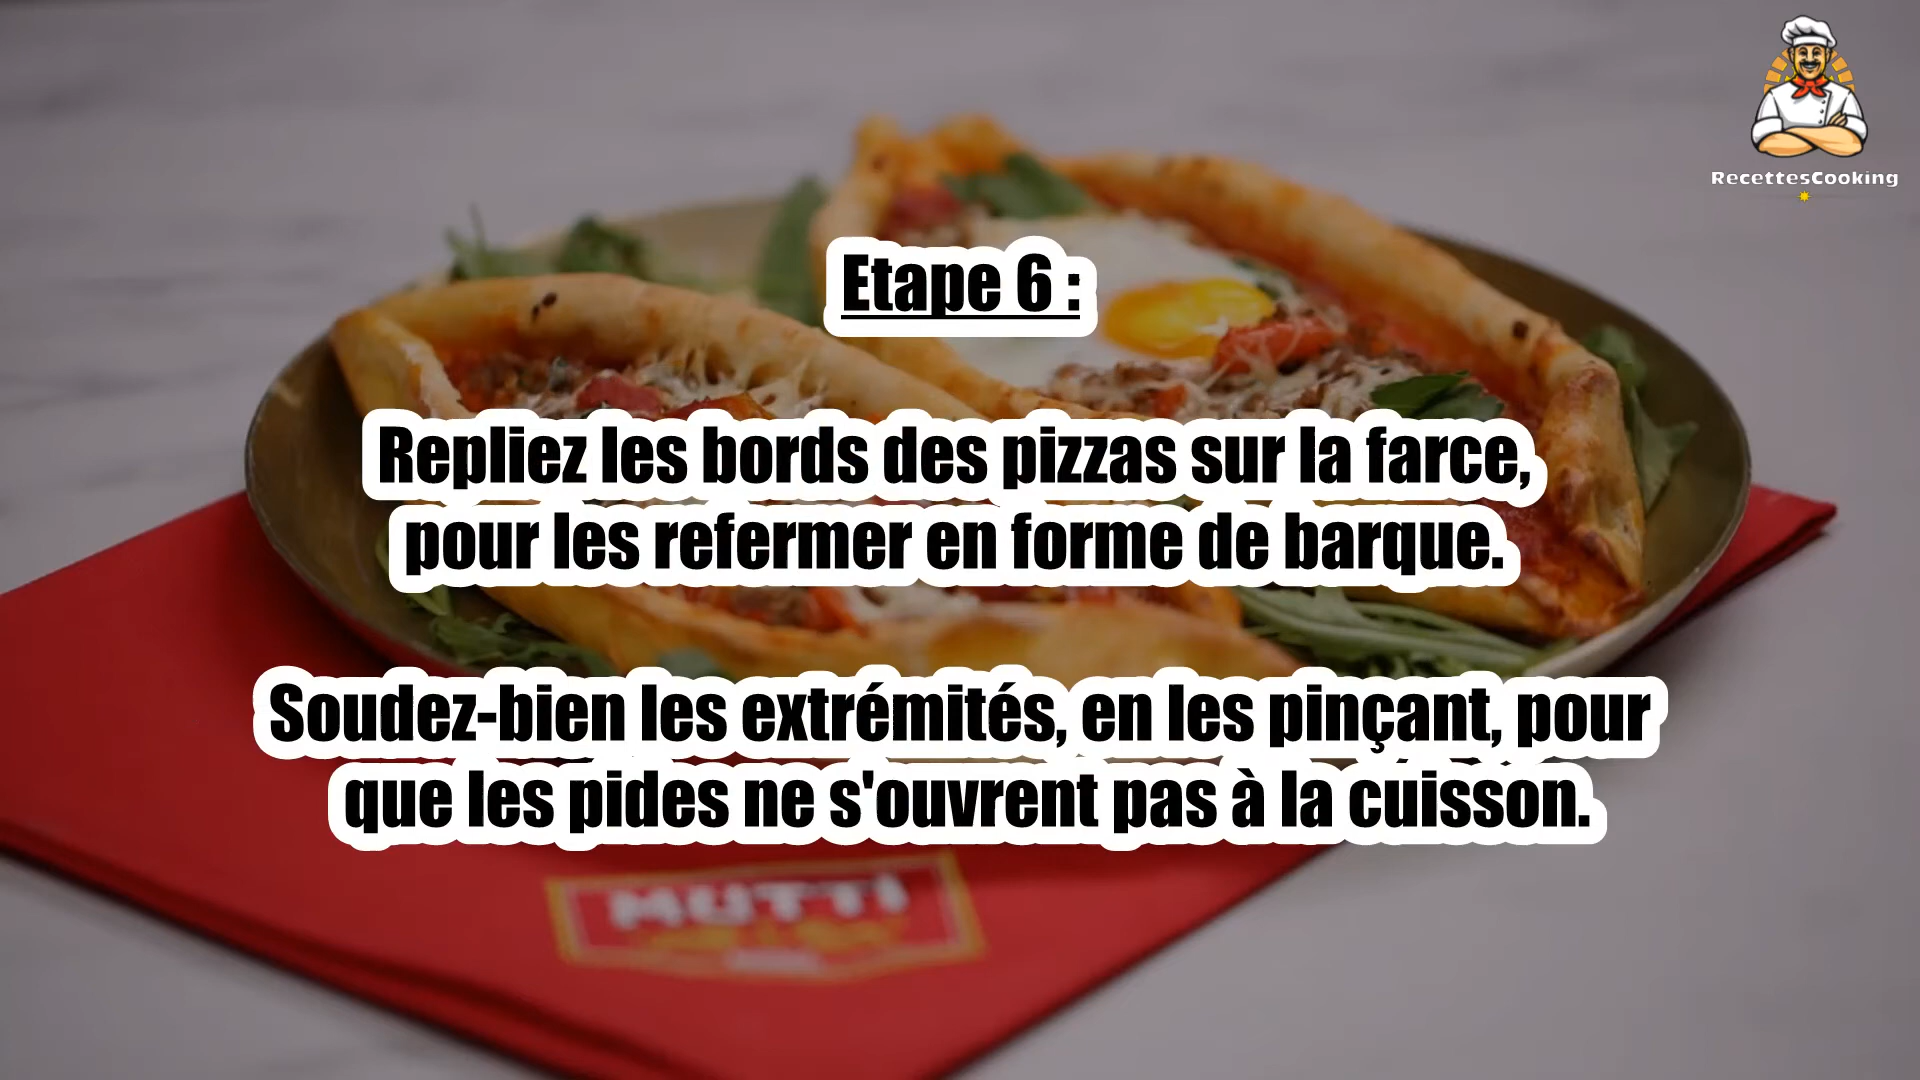 RecettesCooking
Etape 6 :
Repliez les bords des pizzas sur la farce,
pour les refermer en forme de barque.
Soudez-bien les extrémités, en les pinçant, pour
que les pides ne s'ouvrent pas à la cuisson.
MUTTI